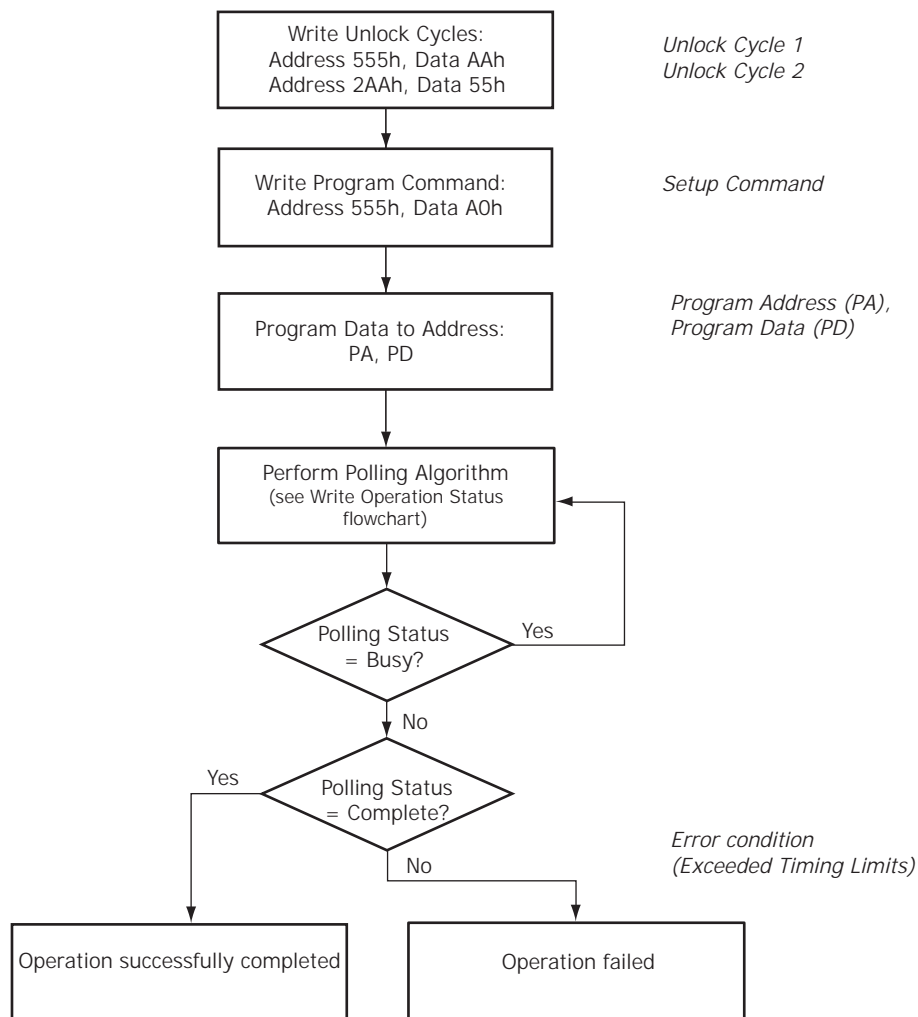 Write Unlock Cycles:
Address 555h, Data AAh
Address 2AAh, Data 55h
Unlock Cycle 1
Unlock Cycle 2
Write Program Command:
Address 555h, Data A0h
Setup Command
Program Data to Address:
PA, PD
Program Address (PA),
Program Data (PD)
Perform Polling Algorithm
(see Write Operation Status
flowchart)
Polling Status
= Busy?
Yes
No
Polling Status
= Complete?
Yes
No
Error condition
(Exceeded Timing Limits)
Operation successfully completed
Operation failed